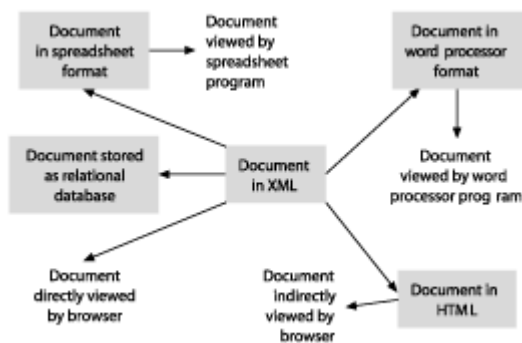 Document
in spreadsheet
format
Document
viewed by
spreadsheet
program
Document in
word processor
format
Document stored
as relational
database
Document
in XML
Document
viewed by word
processor prog ram
Document
directly viewed
by browser
Document
indirectly
viewed by
browser
Document in
HTML